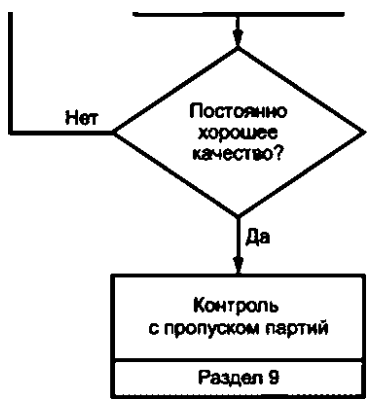 Нет
Постоянно
хорошее
качество?
Да
Контроль
с пропуском партий
Раздел 9